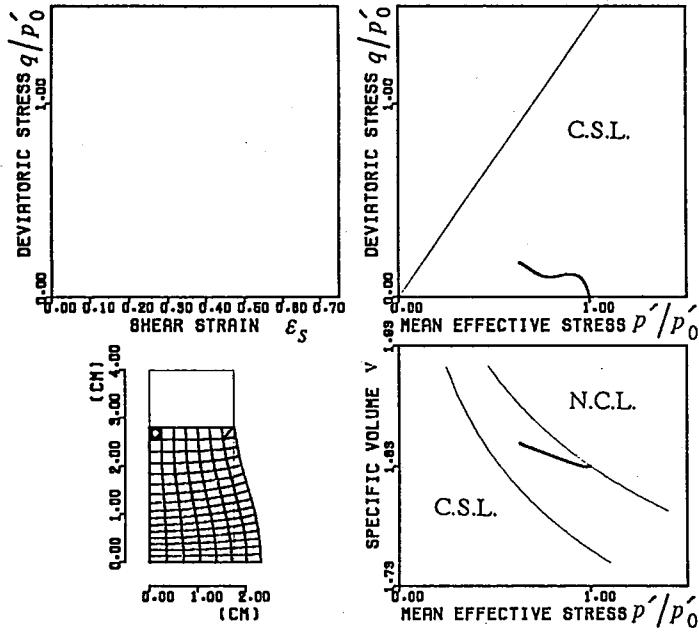 DEVIATORIC STRESS q/p′0
1.00
0.00
0.00 0.10 0.20 0.30 0.40 0.50 0.60 0.70
SHEAR STRAIN εS
DEVIATORIC STRESS q/p′0
1.00
0.00
C.S.L.
0.00 1.00
MEAN EFFECTIVE STRESS p′/p′0
(CM)
4.00
3.00
2.00
1.00
0.00
0.00 1.00 2.00
(CM)
SPECIFIC VOLUME V
1.93
1.83
1.73
N.C.L.
C.S.L.
0.00 1.00
MEAN EFFECTIVE STRESS p′/p′0